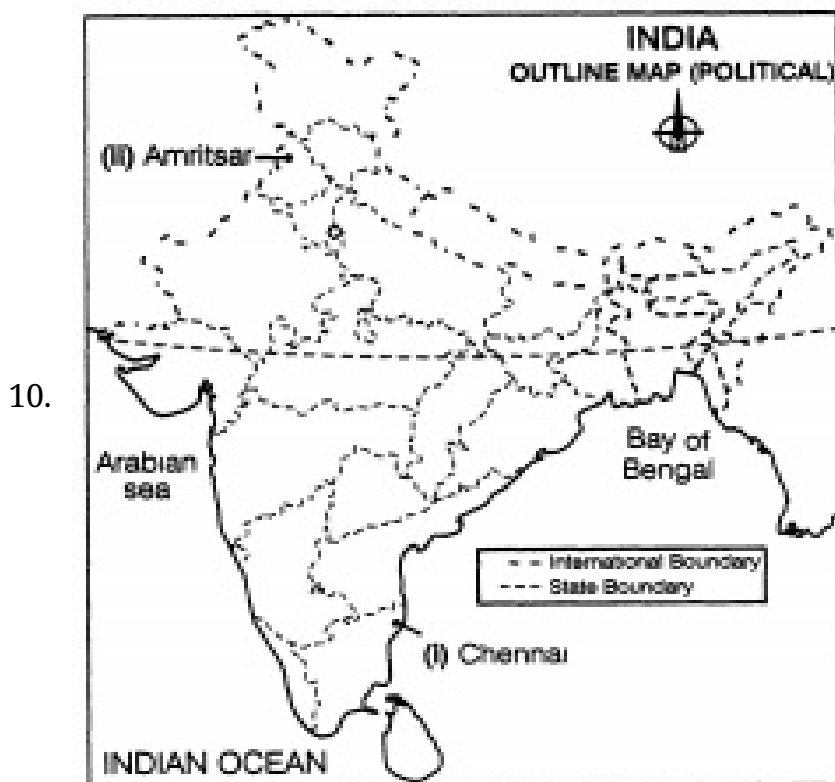 INDIA
OUTLINE MAP (POLITICAL)
(II) Amritsar
10.
Arabian
sea
Bay of
Bengal
International Boundary
State Boundary
(I) Chennai
INDIAN OCEAN